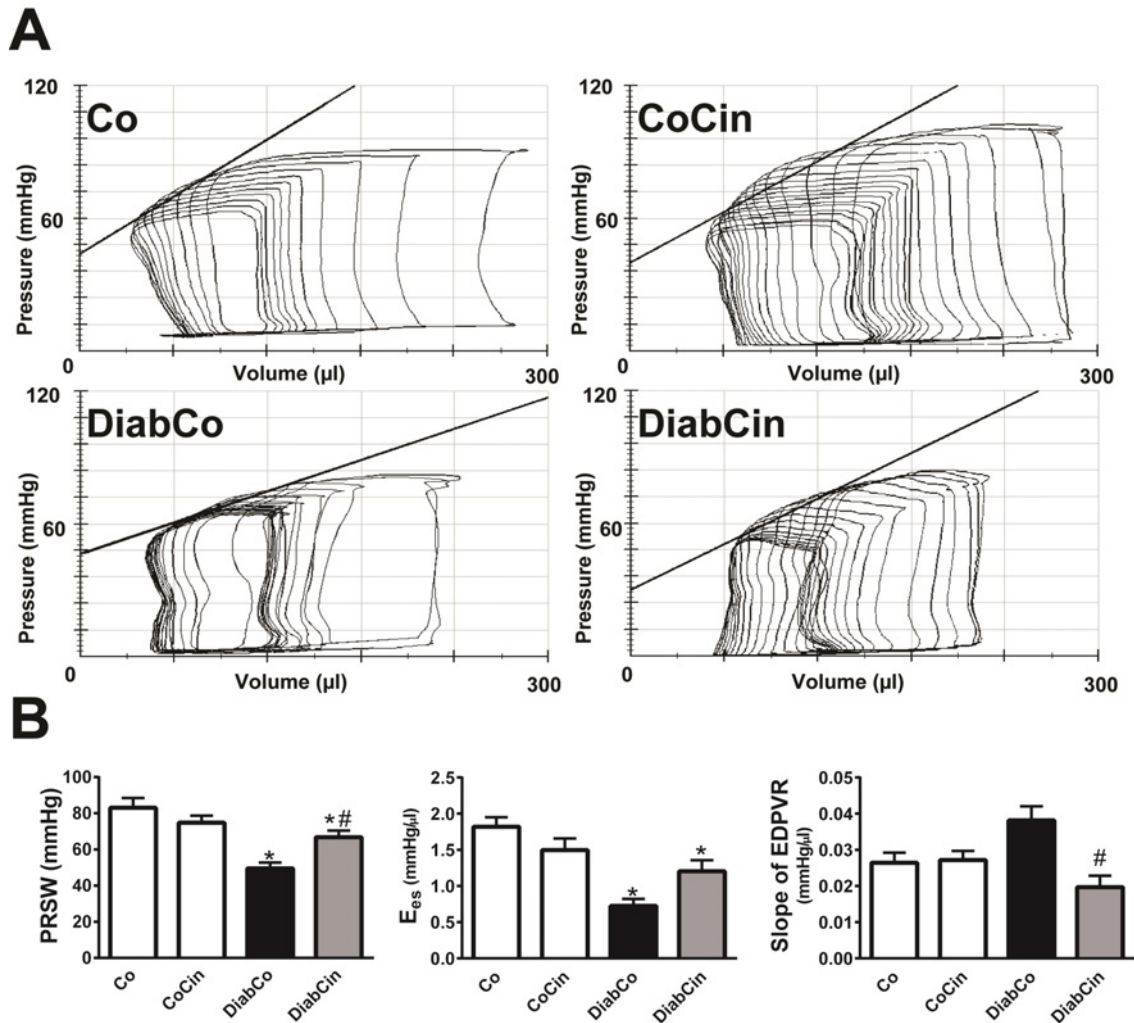 A
120
Co
60
Pressure (mmHg)
0
Volume (µl)
300
120
CoCin
60
Pressure (mmHg)
0
Volume (µl)
300
120
DiabCo
60
Pressure (mmHg)
0
Volume (µl)
300
120
DiabCin
60
Pressure (mmHg)
0
Volume (µl)
300
B
PRSW (mmHg)
100
80
60
40
20
0
*
*#
Co
CoCin
DiabCo
DiabCin
Ees (mmHg/µl)
2.5
2.0
1.5
1.0
0.5
0.0
*
*
Co
CoCin
DiabCo
DiabCin
Slope of EDPVR
(mmHg/µl)
0.05
0.04
0.03
0.02
0.01
0.00
#
Co
CoCin
DiabCo
DiabCin